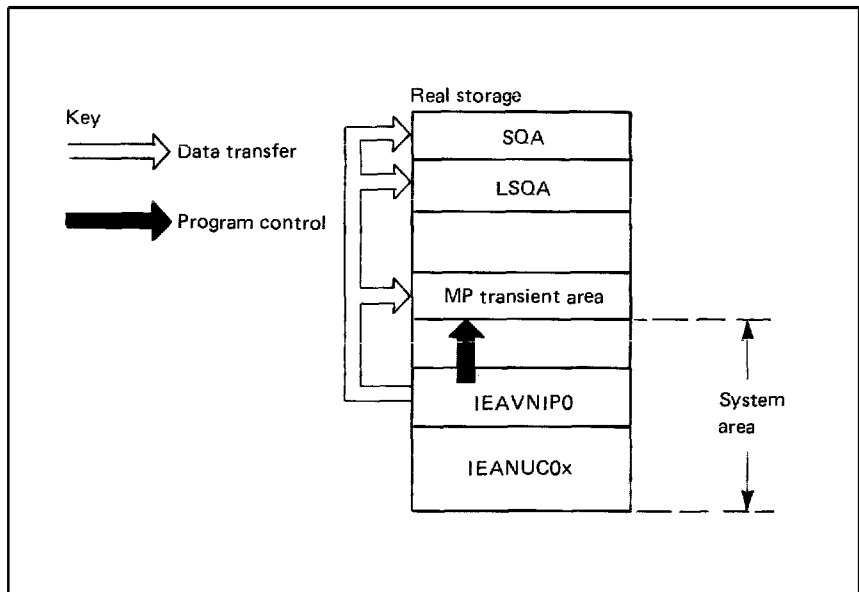 Real storage
Key
Data transfer
Program control
SQA
LSQA
MP transient area
IEAVNIP0
IEANUC0x
System
area